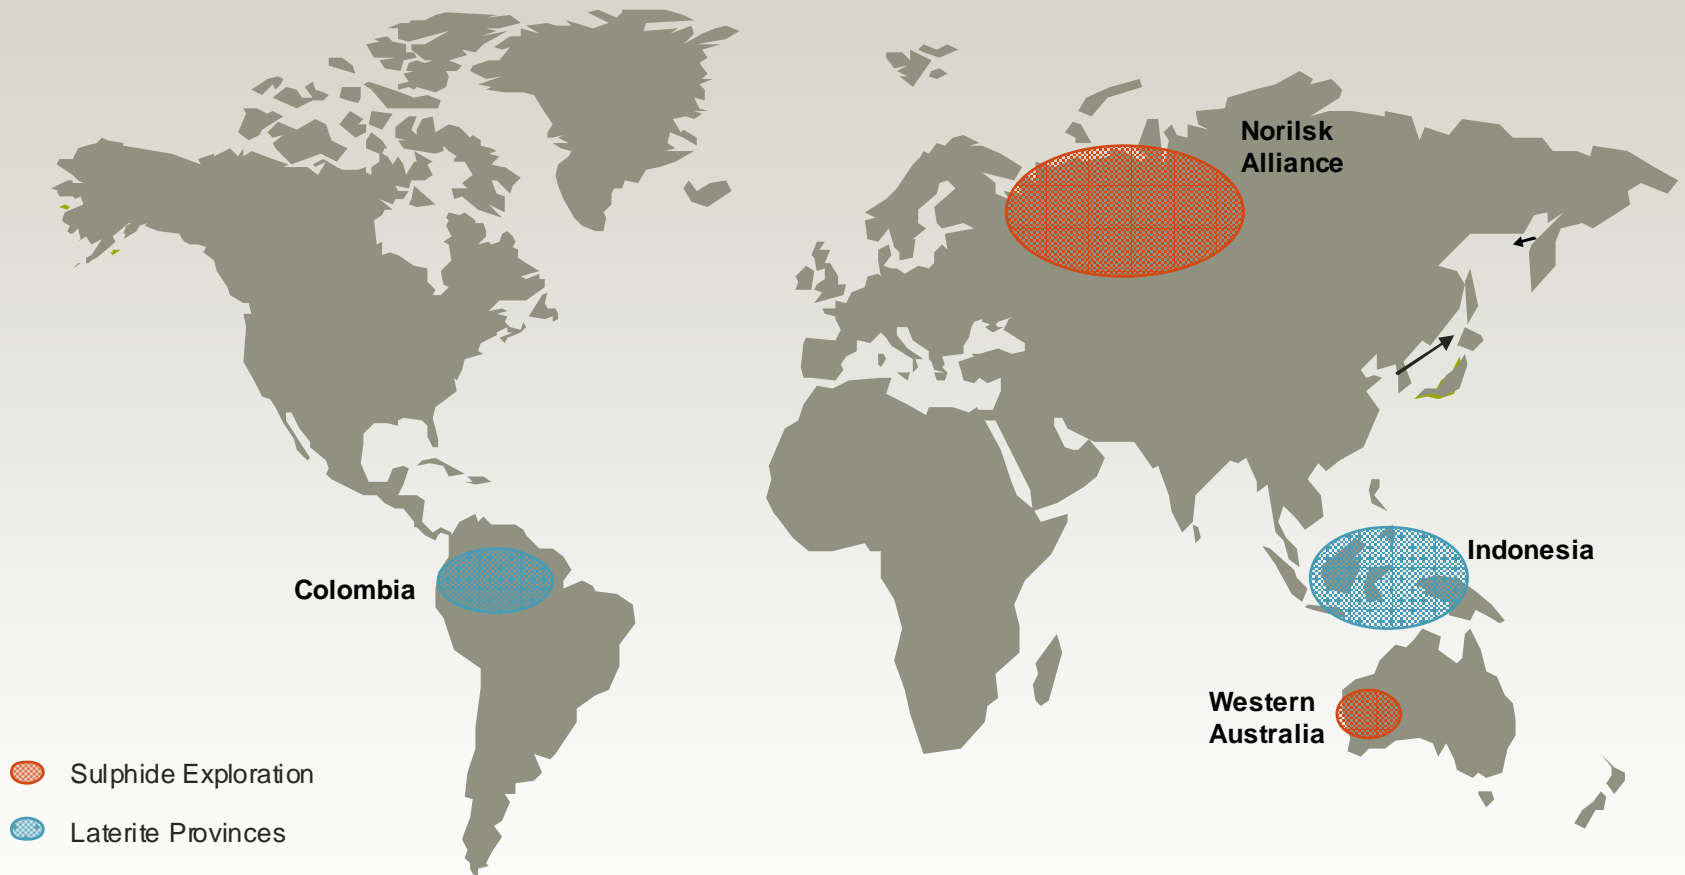 Norilsk
Alliance
Indonesia
Colombia
Western
Australia
Sulphide Exploration
Laterite Provinces